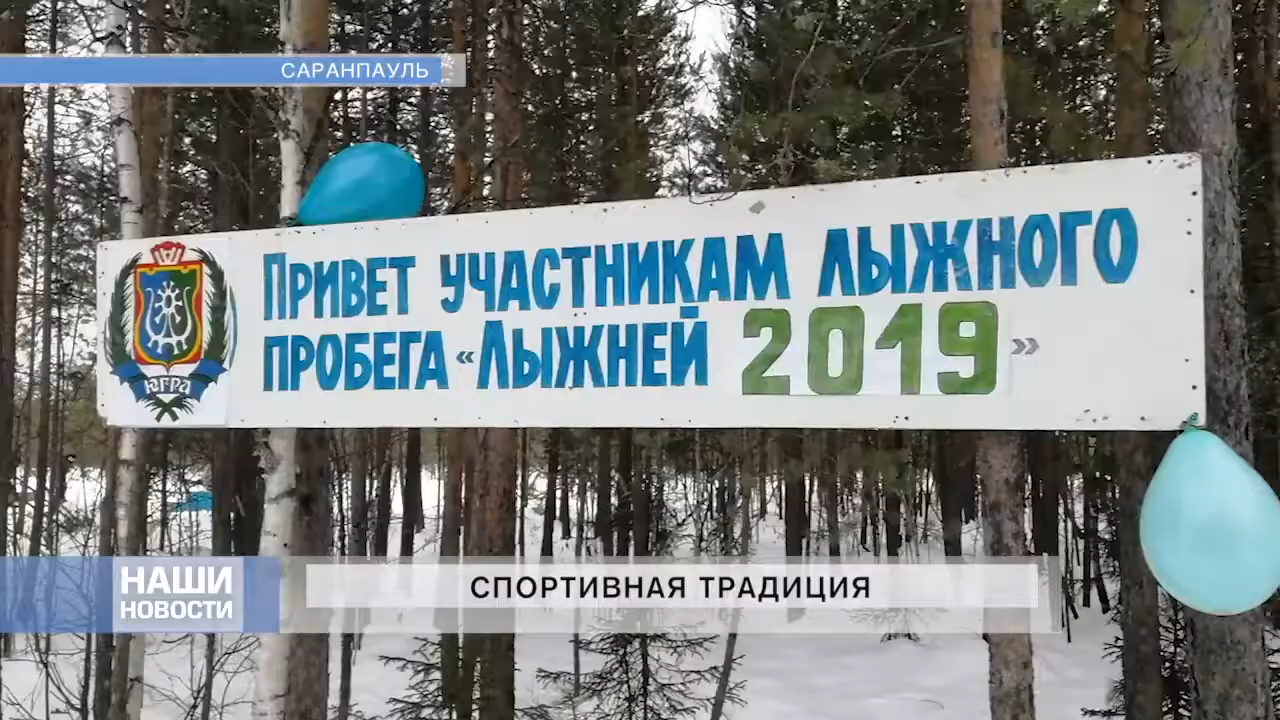 САРАНПАУЛЬ
ПРИВЕТ УЧАСТНИКАМ ЛЫЖНОГО
ПРОБЕГА «ЛЫЖНЕЙ 2019»
ЮГРА
НАШИ
НОВОСТИ
СПОРТИВНАЯ ТРАДИЦИЯ